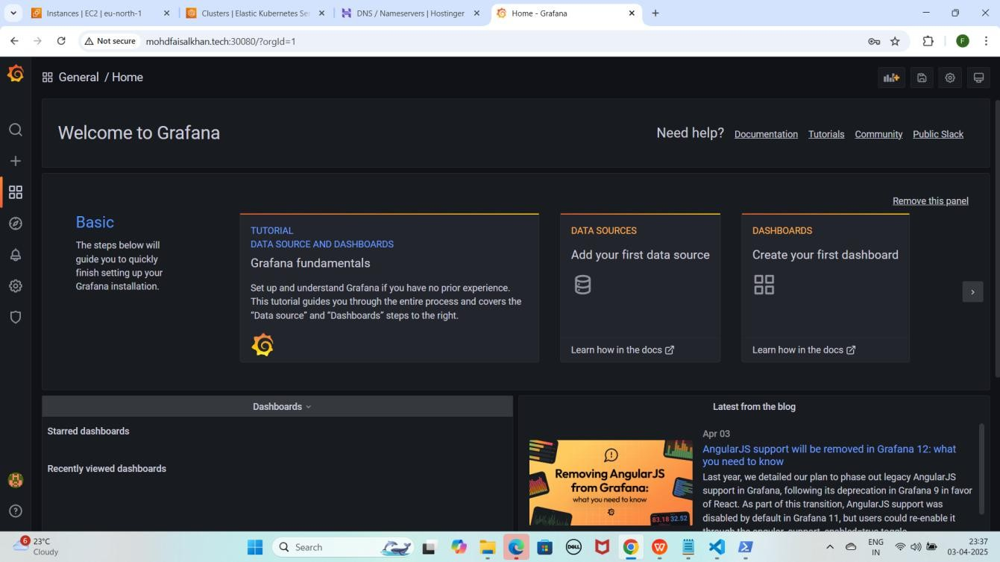 Instances | EC2 | eu-north-1
Clusters | Elastic Kubernetes Ser
DNS / Nameservers | Hostinger
Home - Grafana
Not secure
mohdfaisalkhan.tech:30080/?orgId=1
F
General / Home
Welcome to Grafana
Need help?
Documentation
Tutorials
Community
Public Slack
Remove this panel
Basic
The steps below will
guide you to quickly
finish setting up your
Grafana installation.
TUTORIAL
DATA SOURCE AND DASHBOARDS
Grafana fundamentals
Set up and understand Grafana if you have no prior experience.
This tutorial guides you through the entire process and covers the
“Data source” and “Dashboards” steps to the right.
DATA SOURCES
Add your first data source
Learn how in the docs
DASHBOARDS
Create your first dashboard
Learn how in the docs
Dashboards
Starred dashboards
Recently viewed dashboards
Latest from the blog
Removing AngularJS
from Grafana:
what you need to know
83.18 32.52
Apr 03
AngularJS support will be removed in Grafana 12: what
you need to know
Last year, we detailed our plan to phase out legacy AngularJS
support in Grafana, following its deprecation in Grafana 9 in favor
of React. As part of this transition, AngularJS support was
disabled by default in Grafana 11, but users could re-enable it
through the angular_support_enabled=true toggle
6
23°C
Cloudy
Search
DELL
ENG
IN
23:37
03-04-2025